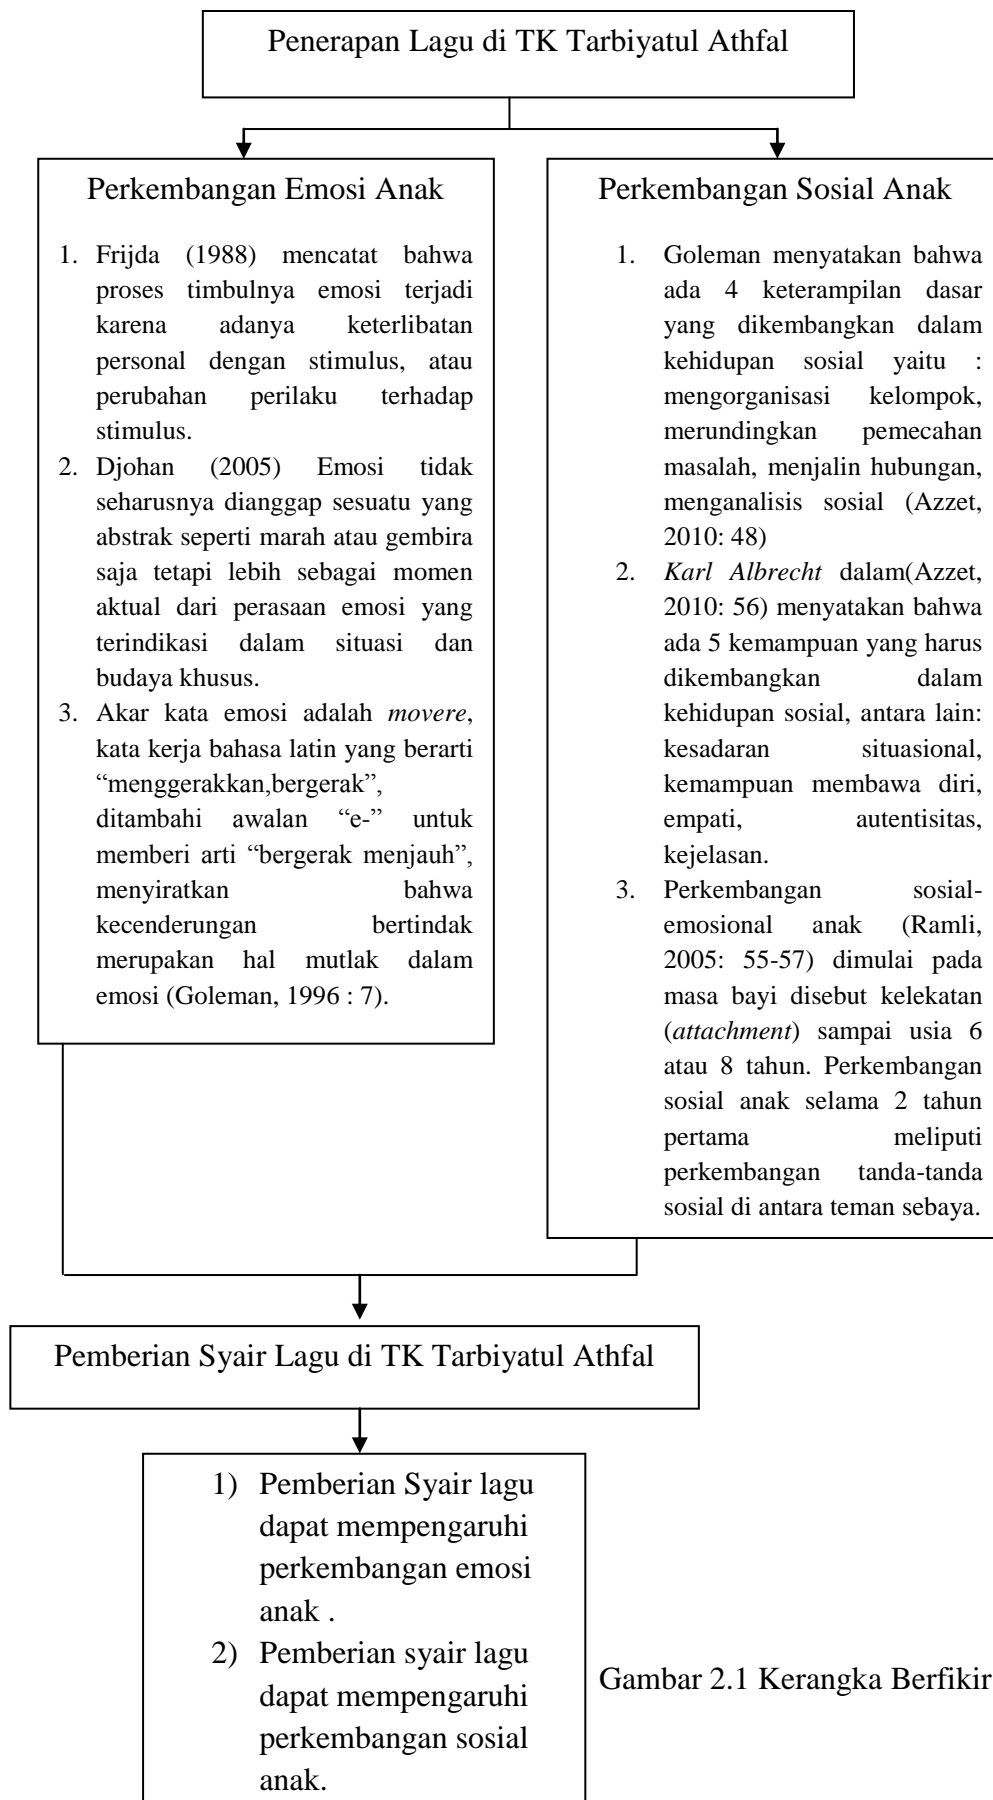 Penerapan Lagu di TK Tarbiyatul Athfal
Perkembangan Emosi Anak
1. Frijda (1988) mencatat bahwa
proses timbulnya emosi terjadi
karena adanya keterlibatan
personal dengan stimulus, atau
perubahan perilaku terhadap
stimulus.
2. Djohan (2005) Emosi tidak
seharusnya dianggap sesuatu yang
abstrak seperti marah atau gembira
saja tetapi lebih sebagai momen
aktual dari perasaan emosi yang
terindikasi dalam situasi dan
budaya khusus.
3. Akar kata emosi adalah movere,
kata kerja bahasa latin yang berarti
“menggerakkan,bergerak”,
ditambahi awalan “e-” untuk
memberi arti “bergerak menjauh”,
menyiratkan bahwa
kecenderungan bertindak
merupakan hal mutlak dalam
emosi (Goleman, 1996 : 7).
Perkembangan Sosial Anak
1. Goleman menyatakan bahwa
ada 4 keterampilan dasar
yang dikembangkan dalam
kehidupan sosial yaitu :
mengorganisasi kelompok,
merundingkan pemecahan
masalah, menjalin hubungan,
menganalisis sosial (Azzet,
2010: 48)
2. Karl Albrecht dalam(Azzet,
2010: 56) menyatakan bahwa
ada 5 kemampuan yang harus
dikembangkan dalam
kehidupan sosial, antara lain:
kesadaran situasional,
kemampuan membawa diri,
empati, autentisitas,
kejelasan.
3. Perkembangan sosial-
emosional anak (Ramli,
2005: 55-57) dimulai pada
masa bayi disebut kelekatan
(attachment) sampai usia 6
atau 8 tahun. Perkembangan
sosial anak selama 2 tahun
pertama meliputi
perkembangan tanda-tanda
sosial di antara teman sebaya.
Pemberian Syair Lagu di TK Tarbiyatul Athfal
1) Pemberian Syair lagu
dapat mempengaruhi
perkembangan emosi
anak .
2) Pemberian syair lagu
dapat mempengaruhi
perkembangan sosial
anak.
Gambar 2.1 Kerangka Berfikir